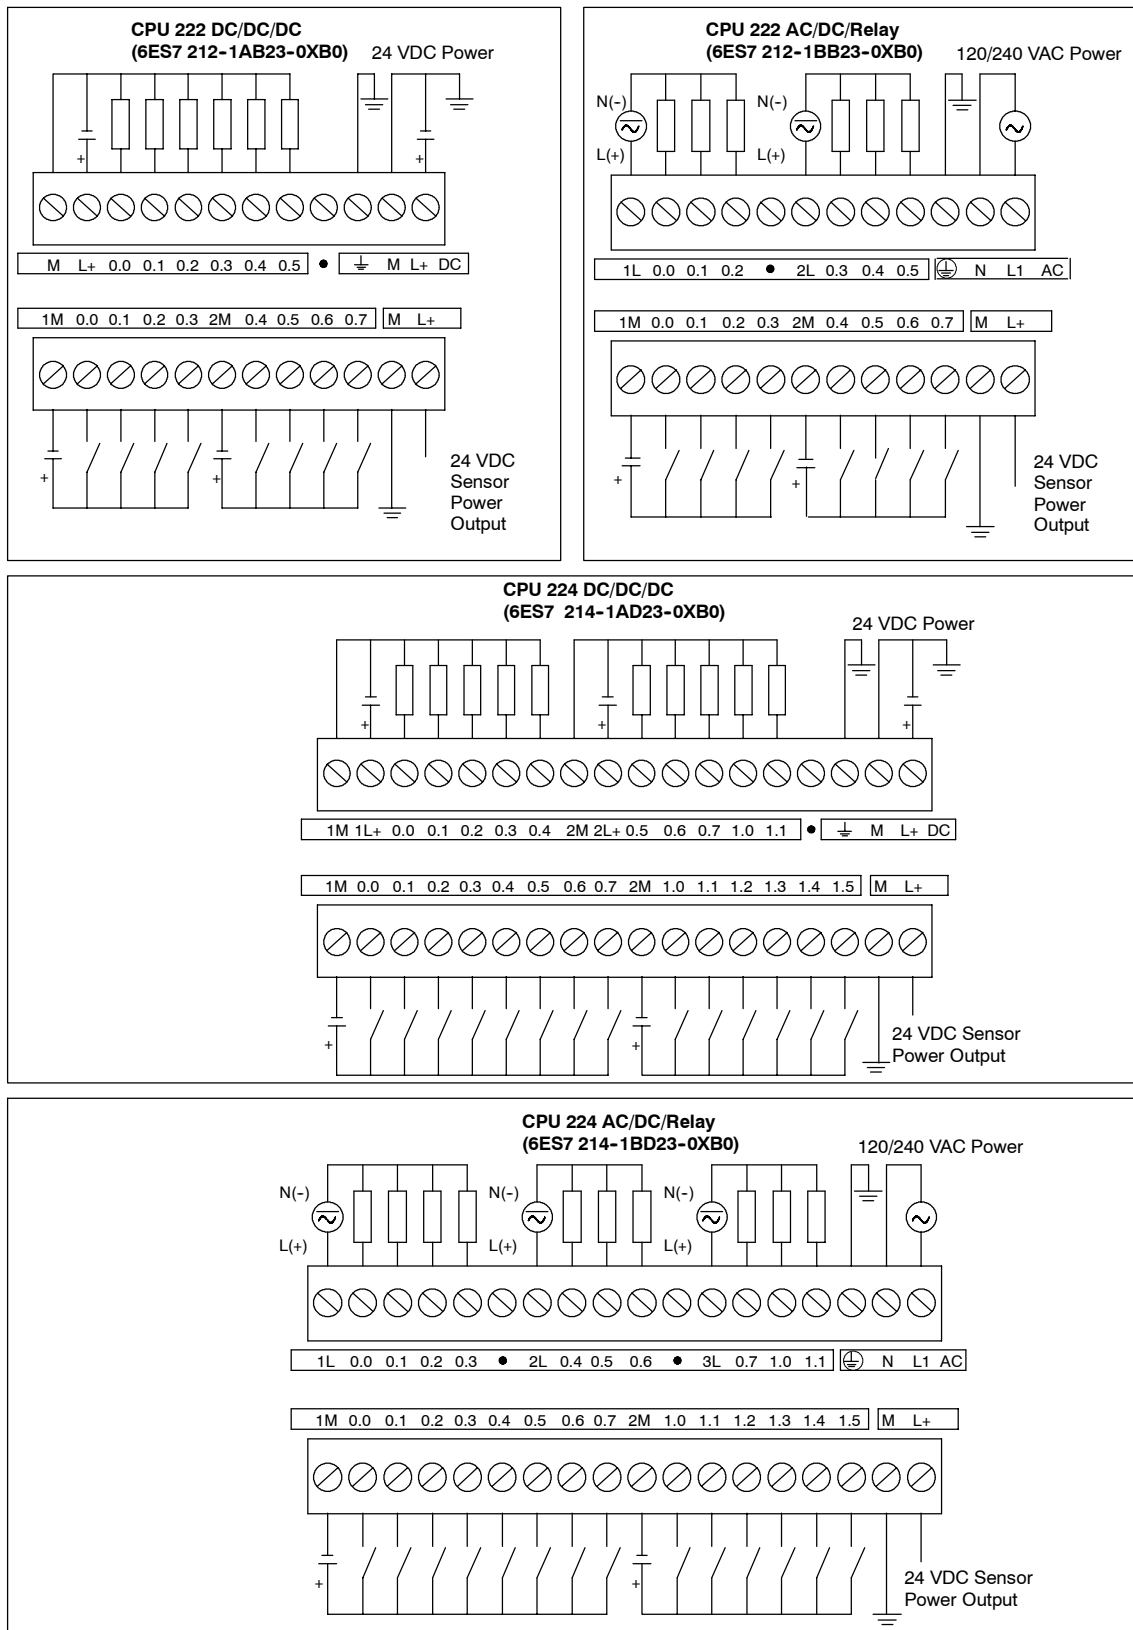 CPU 222 DC/DC/DC
(6ES7 212-1AB23-0XB0)
24 VDC Power
+
+
M L+ 0.0 0.1 0.2 0.3 0.4 0.5 ● ⏚ M L+ DC
1M 0.0 0.1 0.2 0.3 2M 0.4 0.5 0.6 0.7 M L+
+
+
24 VDC
Sensor
Power
Output
CPU 222 AC/DC/Relay
(6ES7 212-1BB23-0XB0)
120/240 VAC Power
N(-)
L(+)
N(-)
L(+)
1L 0.0 0.1 0.2 ● 2L 0.3 0.4 0.5 ⏚ N L1 AC
1M 0.0 0.1 0.2 0.3 2M 0.4 0.5 0.6 0.7 M L+
+
+
24 VDC
Sensor
Power
Output
CPU 224 DC/DC/DC
(6ES7 214-1AD23-0XB0)
24 VDC Power
+
+
+
1M 1L+ 0.0 0.1 0.2 0.3 0.4 2M 2L+ 0.5 0.6 0.7 1.0 1.1 ● ⏚ M L+ DC
1M 0.0 0.1 0.2 0.3 0.4 0.5 0.6 0.7 2M 1.0 1.1 1.2 1.3 1.4 1.5 M L+
+
+
24 VDC Sensor
Power Output
CPU 224 AC/DC/Relay
(6ES7 214-1BD23-0XB0)
120/240 VAC Power
N(-)
L(+)
N(-)
L(+)
N(-)
L(+)
1L 0.0 0.1 0.2 0.3 ● 2L 0.4 0.5 0.6 ● 3L 0.7 1.0 1.1 ⏚ N L1 AC
1M 0.0 0.1 0.2 0.3 0.4 0.5 0.6 0.7 2M 1.0 1.1 1.2 1.3 1.4 1.5 M L+
+
+
24 VDC Sensor
Power Output